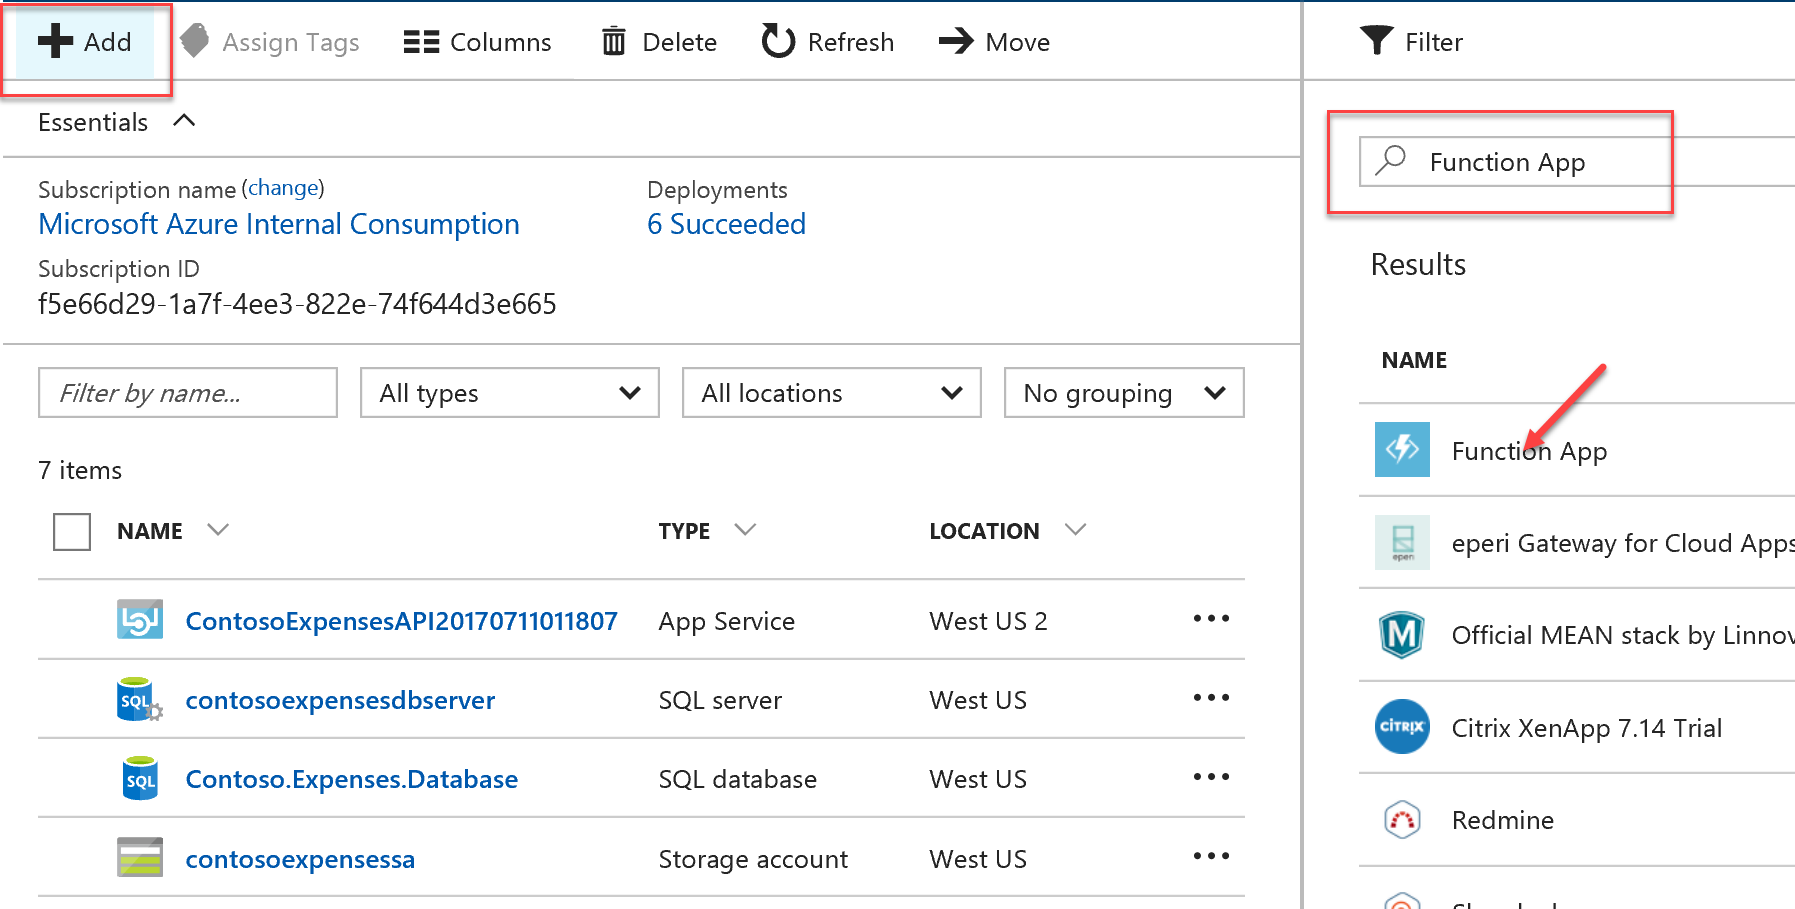 Add
Assign Tags
Columns
Delete
Refresh
Move
Essentials
Subscription name (change)
Microsoft Azure Internal Consumption
Deployments
6 Succeeded
Subscription ID
f5e66d29-1a7f-4ee3-822e-74f644d3e665
Filter by name...
All types
All locations
No grouping
7 items
NAME TYPE LOCATION
ContosoExpensesAPI20170711011807 App Service West US 2
SQL contosoexpensesdbserver SQL server West US
SQL Contoso.Expenses.Database SQL database West US
contosoexpensessa Storage account West US
Filter
Function App
Results
NAME
Function App
eperi eperi Gateway for Cloud Apps
M Official MEAN stack by Linnov
CITRIX Citrix XenApp 7.14 Trial
Redmine